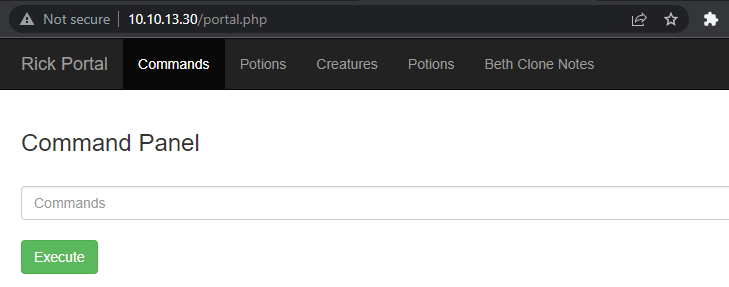 Not secure 10.10.13.30/portal.php
Rick Portal Commands Potions Creatures Potions Beth Clone Notes
Command Panel
Commands
Execute